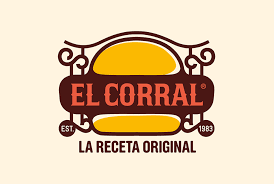 EL CORRAL®
EST. 1983
LA RECETA ORIGINAL